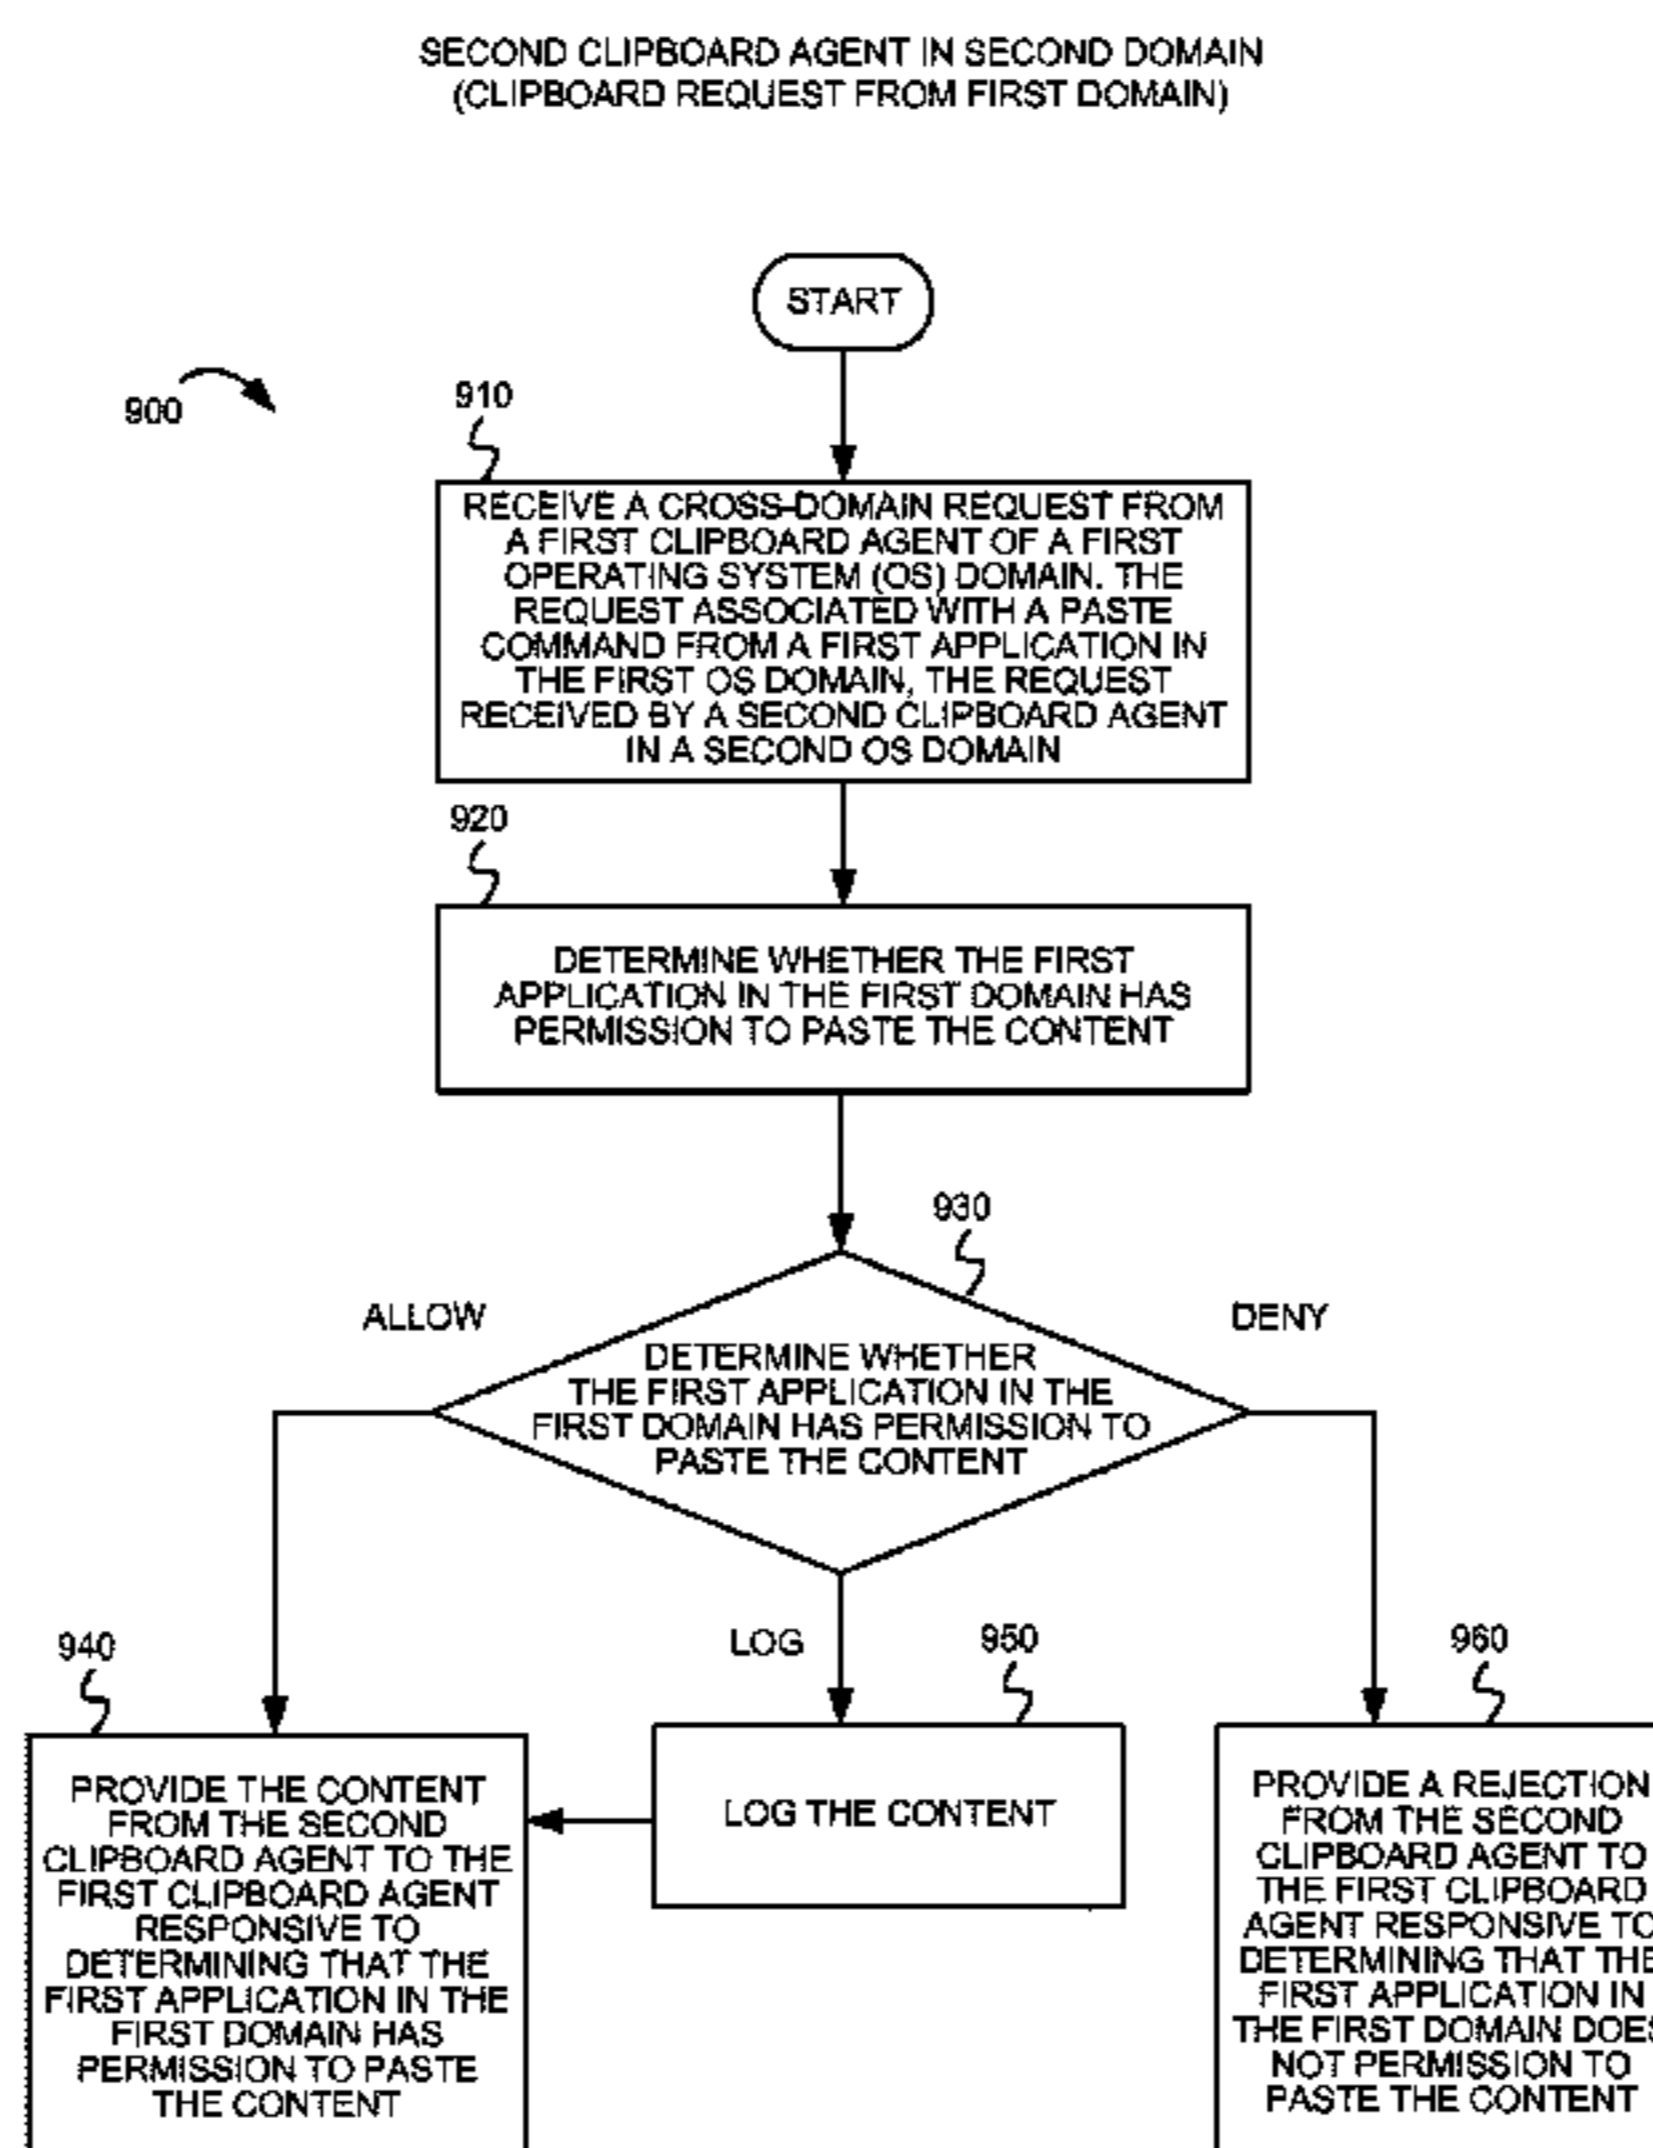 SECOND CLIPBOARD AGENT IN SECOND DOMAIN
(CLIPBOARD REQUEST FROM FIRST DOMAIN)
START
900
910
RECEIVE A CROSS-DOMAIN REQUEST FROM
A FIRST CLIPBOARD AGENT OF A FIRST
OPERATING SYSTEM (OS) DOMAIN. THE
REQUEST ASSOCIATED WITH A PASTE
COMMAND FROM A FIRST APPLICATION IN
THE FIRST OS DOMAIN, THE REQUEST
RECEIVED BY A SECOND CLIPBOARD AGENT
IN A SECOND OS DOMAIN
920
DETERMINE WHETHER THE FIRST
APPLICATION IN THE FIRST DOMAIN HAS
PERMISSION TO PASTE THE CONTENT
930
ALLOW
DENY
DETERMINE WHETHER
THE FIRST APPLICATION IN THE
FIRST DOMAIN HAS PERMISSION TO
PASTE THE CONTENT
LOG
940
PROVIDE THE CONTENT
FROM THE SECOND
CLIPBOARD AGENT TO THE
FIRST CLIPBOARD AGENT
RESPONSIVE TO
DETERMINING THAT THE
FIRST APPLICATION IN THE
FIRST DOMAIN HAS
PERMISSION TO PASTE
THE CONTENT
950
LOG THE CONTENT
960
PROVIDE A REJECTION
FROM THE SECOND
CLIPBOARD AGENT TO
THE FIRST CLIPBOARD
AGENT RESPONSIVE TO
DETERMINING THAT THE
FIRST APPLICATION IN
THE FIRST DOMAIN DOES
NOT PERMISSION TO
PASTE THE CONTENT